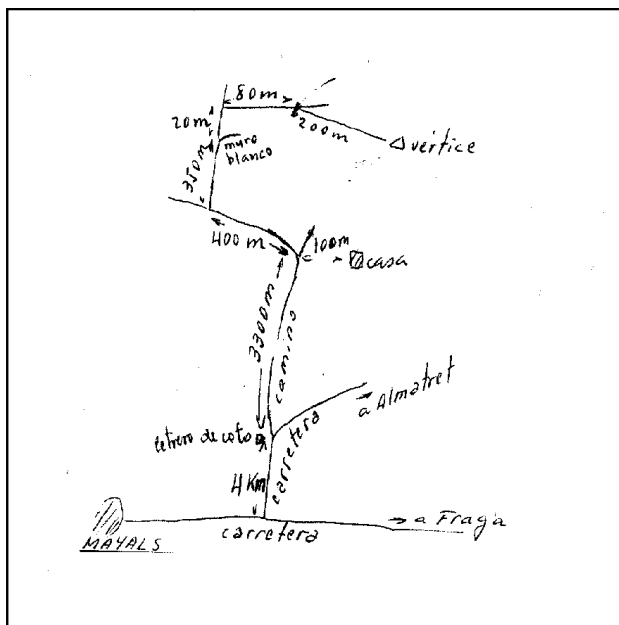 80m
20m
200m
vértice
muro
blanco
350m
400 m
100m
casa
3300m
camino
a Almatret
letrero de coto
carretera
4 Km
a Fraga
carretera
MAYALS